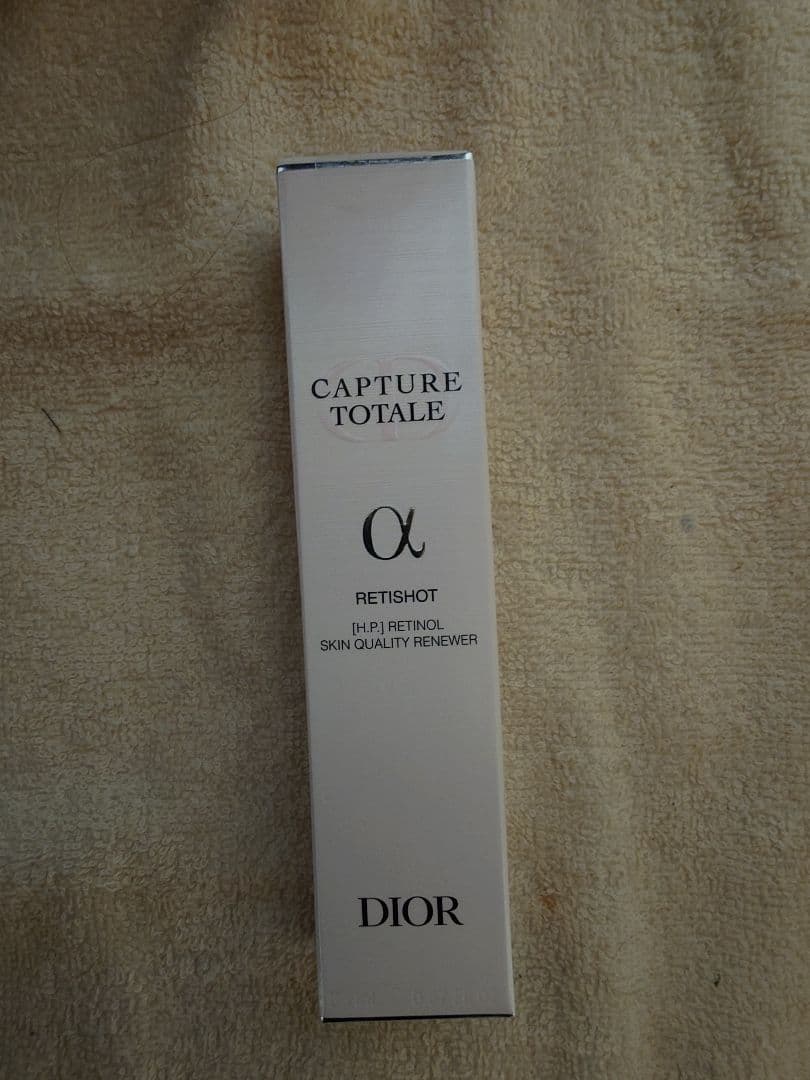 CAPTURE
TOTALE
α
RETISHOT
[H.P.] RETINOL
SKIN QUALITY RENEWER
DIOR